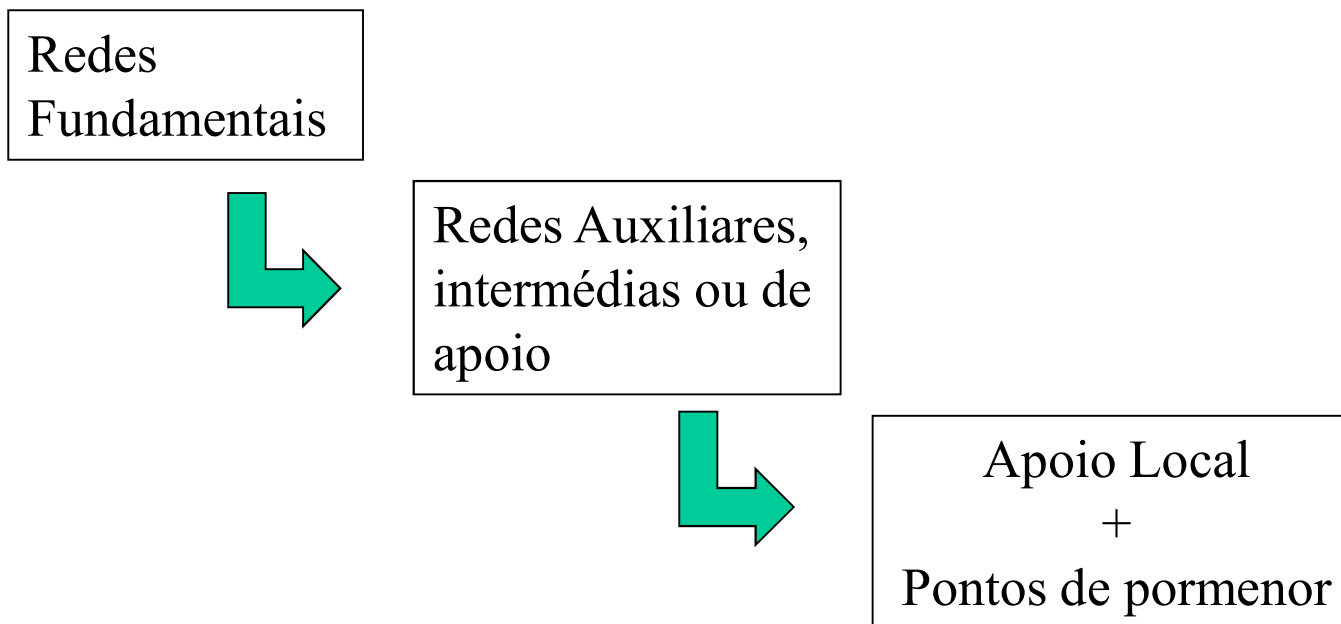 Redes
Fundamentais
Redes Auxiliares,
intermédias ou de
apoio
Apoio Local
+
Pontos de pormenor